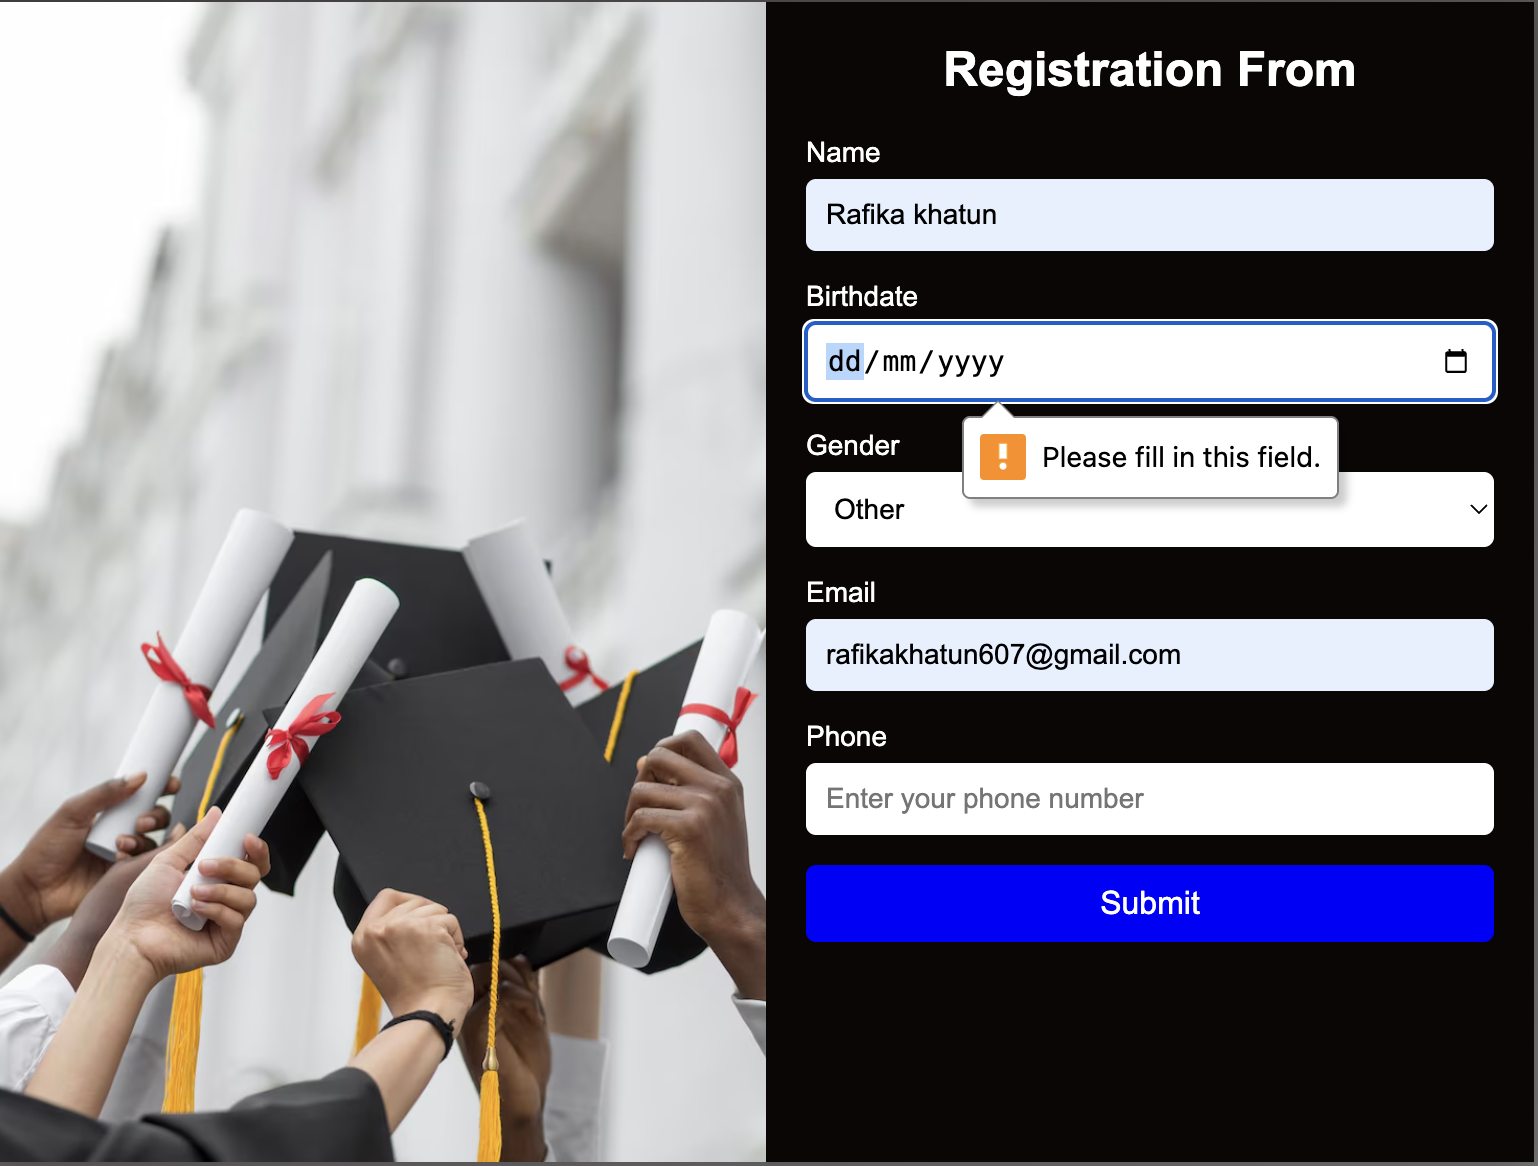 Registration From
Name
Rafika khatun
Birthdate
dd/mm/yyyy
Please fill in this field.
Gender
Other
Email
rafikakhatun607@gmail.com
Phone
Enter your phone number
Submit